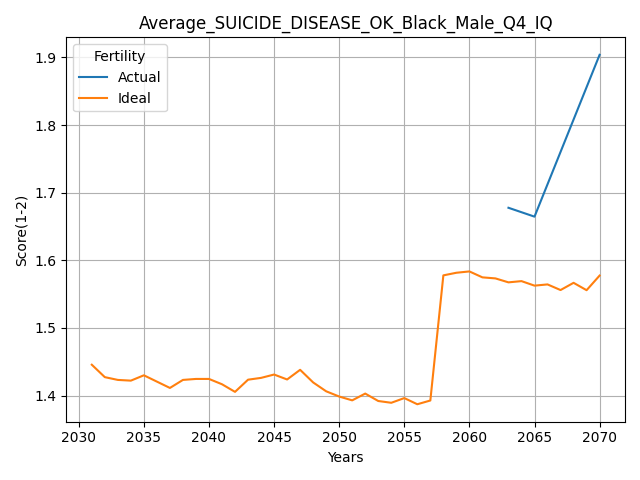 Average_SUICIDE_DISEASE_OK_Black_Male_Q4_IQ
Fertility
Actual
Ideal
Score(1-2)
1.9
1.8
1.7
1.6
1.5
1.4
2030 2035 2040 2045 2050 2055 2060 2065 2070
Years